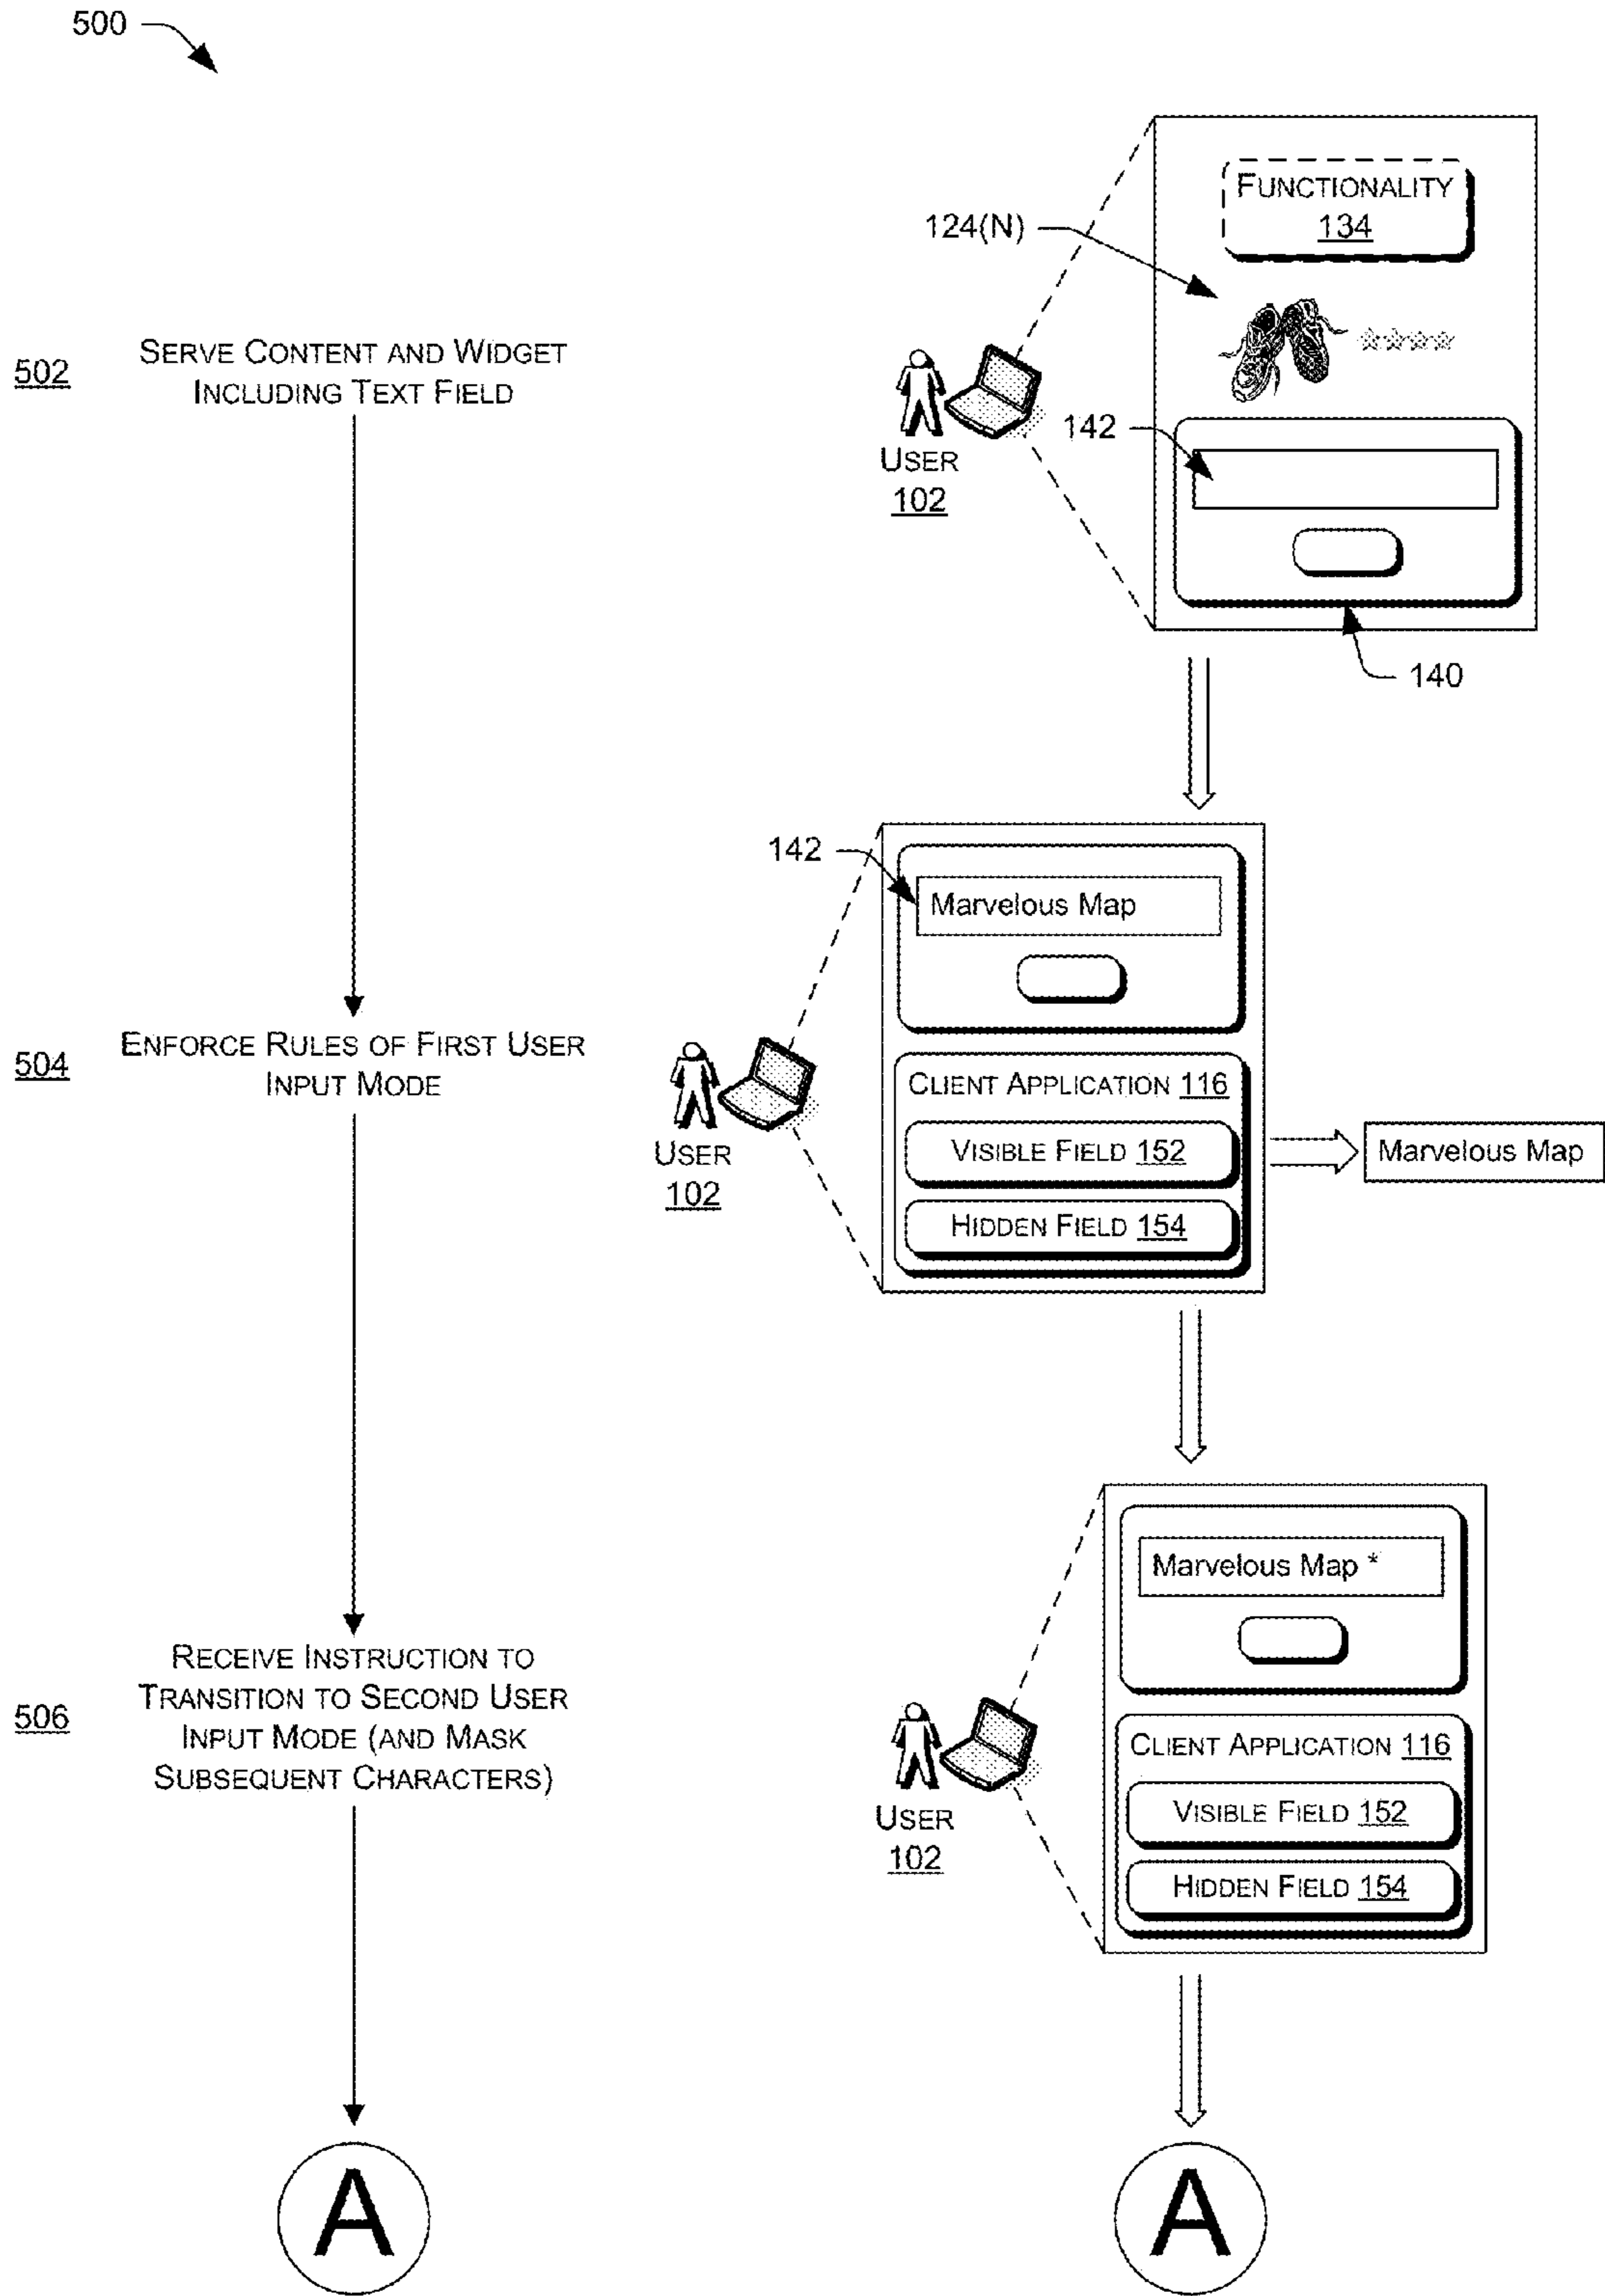 500
FUNCTIONALITY
134
124(N)
502
SERVE CONTENT AND WIDGET
INCLUDING TEXT FIELD
142
USER
102
140
142
Marvelous Map
504
ENFORCE RULES OF FIRST USER
INPUT MODE
CLIENT APPLICATION 116
VISIBLE FIELD 152
Marvelous Map
HIDDEN FIELD 154
USER
102
Marvelous Map *
506
RECEIVE INSTRUCTION TO
TRANSITION TO SECOND USER
INPUT MODE (AND MASK
SUBSEQUENT CHARACTERS)
CLIENT APPLICATION 116
VISIBLE FIELD 152
HIDDEN FIELD 154
USER
102
A
A